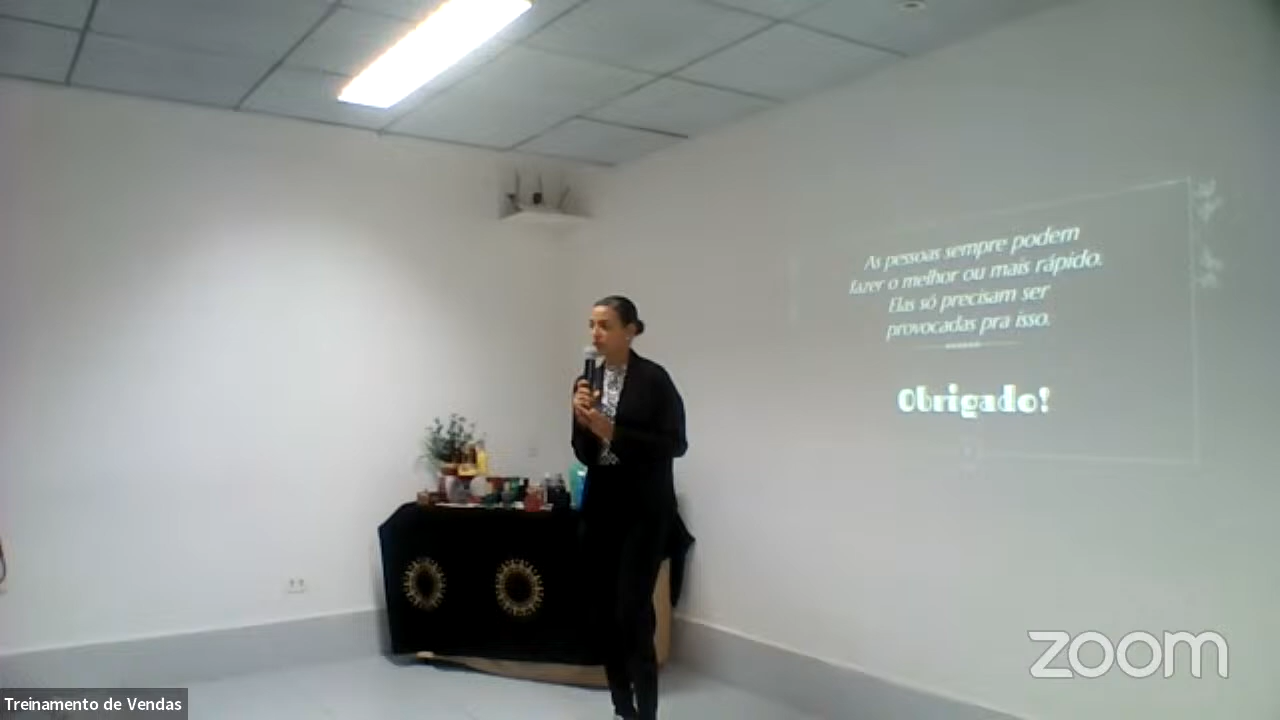 As pessoas sempre podem
fazer o melhor ou mais rápido.
Elas só precisam ser
provocadas pra isso.
Obrigado!
zoom
Treinamento de Vendas